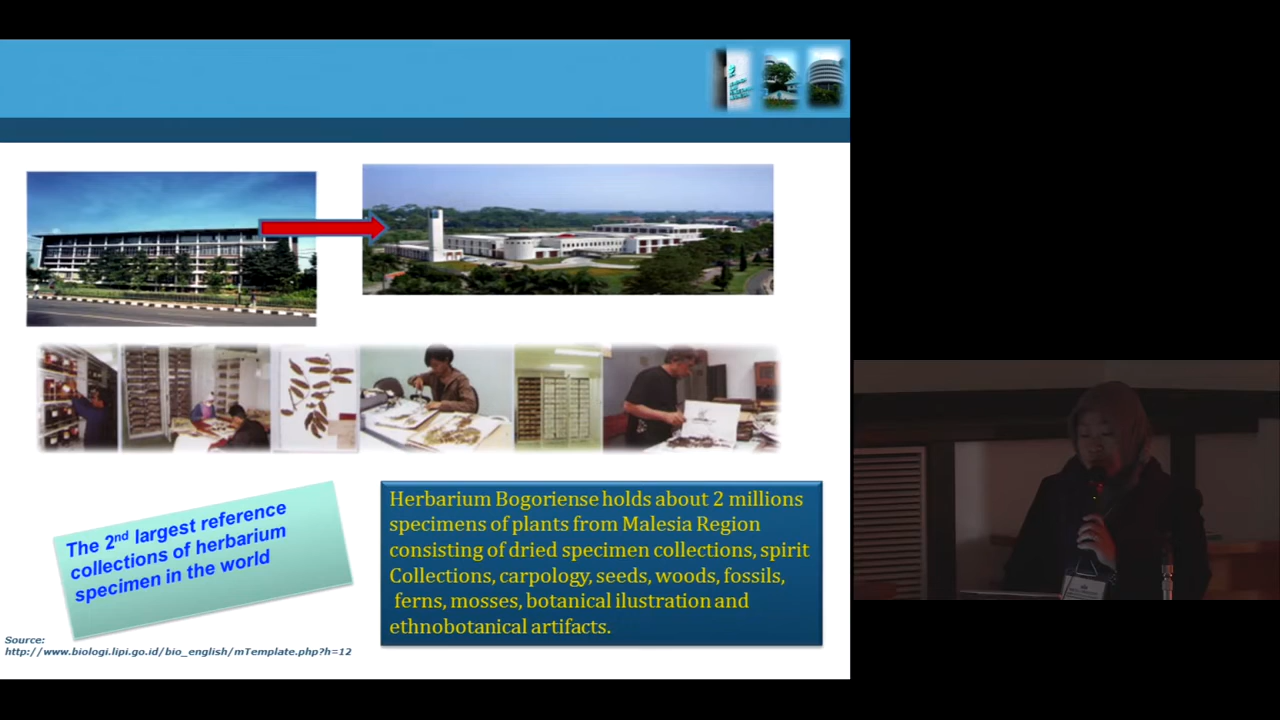 The 2nd largest reference
collections of herbarium
specimen in the world
Herbarium Bogoriense holds about 2 millions
specimens of plants from Malesia Region
consisting of dried specimen collections, spirit
Collections, carpology, seeds, woods, fossils,
ferns, mosses, botanical ilustration and
ethnobotanical artifacts.
Source:
http://www.biologi.lipi.go.id/bio_english/mTemplate.php?h=12